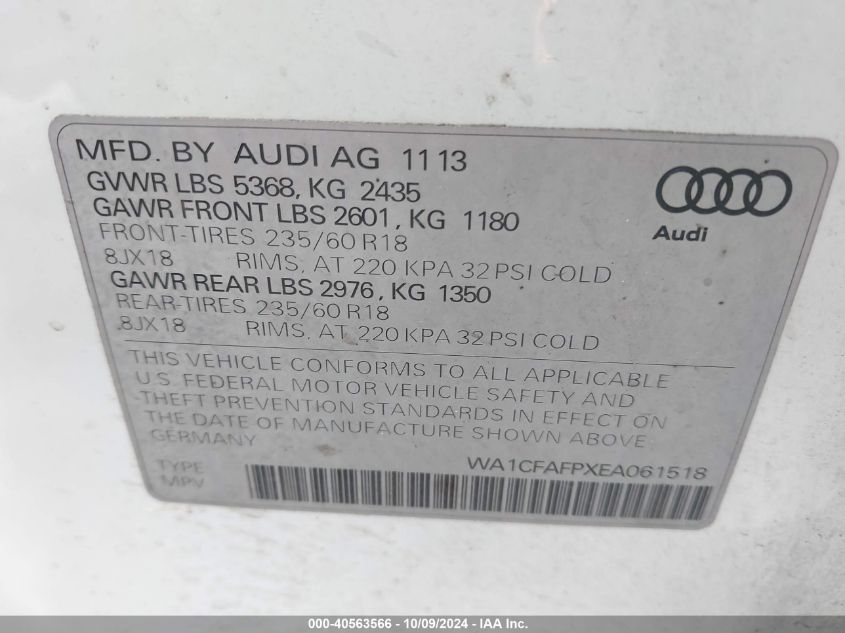 MFD. BY AUDI AG 11 13
GVWR LBS 5368, KG 2435
GAWR FRONT LBS 2601, KG 1180
FRONT-TIRES 235/60 R18
8JX18 RIMS, AT 220 KPA 32 PSI COLD
GAWR REAR LBS 2976, KG 1350
REAR-TIRES 235/60 R18
8JX18 RIMS, AT 220 KPA 32 PSI COLD
Audi
THIS VEHICLE CONFORMS TO ALL APPLICABLE
U.S. FEDERAL MOTOR VEHICLE SAFETY AND
THEFT PREVENTION STANDARDS IN EFFECT ON
THE DATE OF MANUFACTURE SHOWN ABOVE
GERMANY
WA1CFAFPXEA061518
TYPE
MPV
000-40563566 - 10/09/2024 - IAA Inc.